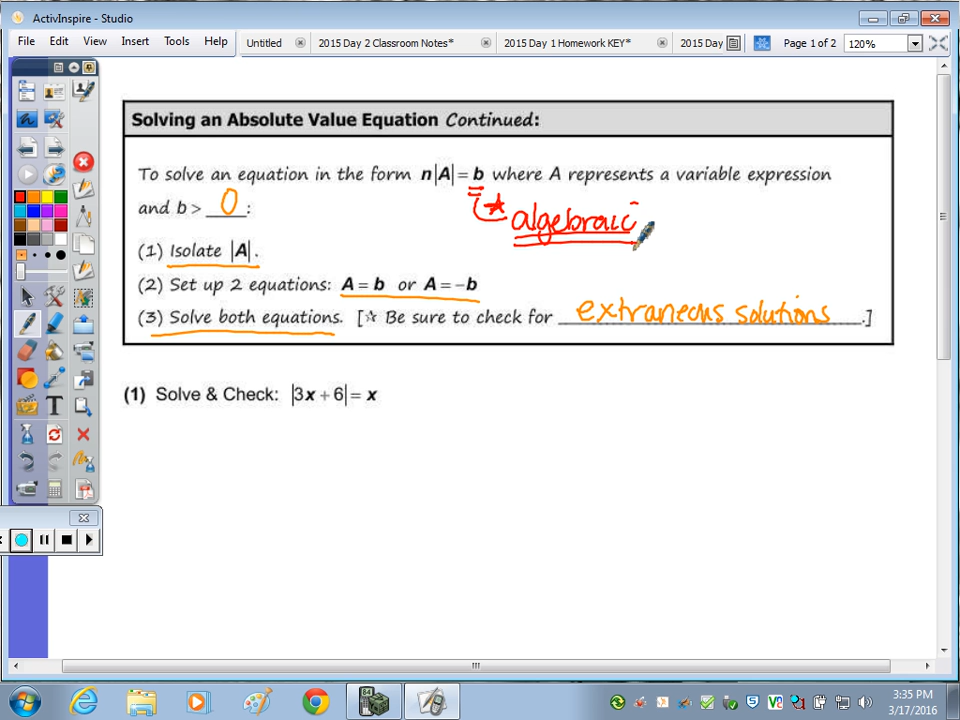 ActivInspire - Studio
File Edit View Insert Tools Help
Untitled
2015 Day 2 Classroom Notes*
2015 Day 1 Homework KEY*
2015 Day
Page 1 of 2
120%
Solving an Absolute Value Equation Continued:
To solve an equation in the form n|A| = b where A represents a variable expression
and b > 0 :
★ algebraic
(1) Isolate |A|.
(2) Set up 2 equations: A = b or A = -b
(3) Solve both equations. [☆ Be sure to check for extraneous solutions.]
(1) Solve & Check: |3x + 6| = x
3:35 PM
3/17/2016